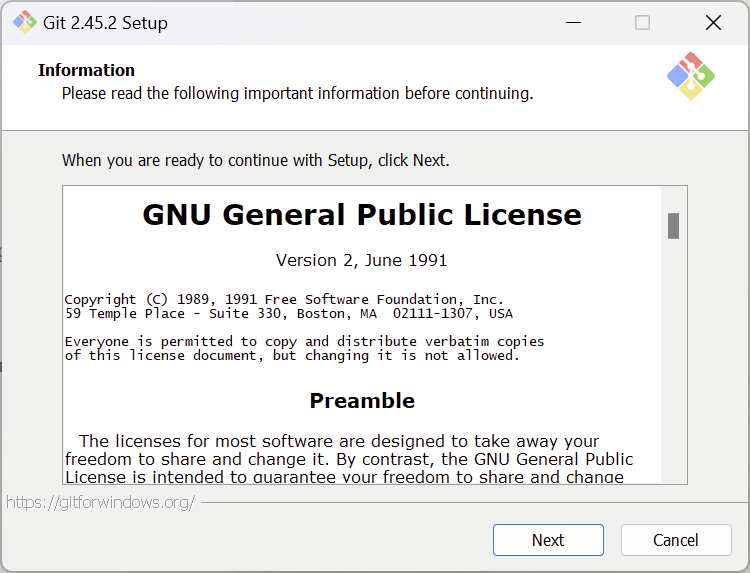 Git 2.45.2 Setup
Information
Please read the following important information before continuing.
When you are ready to continue with Setup, click Next.
GNU General Public License
Version 2, June 1991
Copyright (C) 1989, 1991 Free Software Foundation, Inc.
59 Temple Place - Suite 330, Boston, MA  02111-1307, USA
Everyone is permitted to copy and distribute verbatim copies
of this license document, but changing it is not allowed.
Preamble
The licenses for most software are designed to take away your
freedom to share and change it. By contrast, the GNU General Public
License is intended to guarantee your freedom to share and change
https://gitforwindows.org/
Next
Cancel